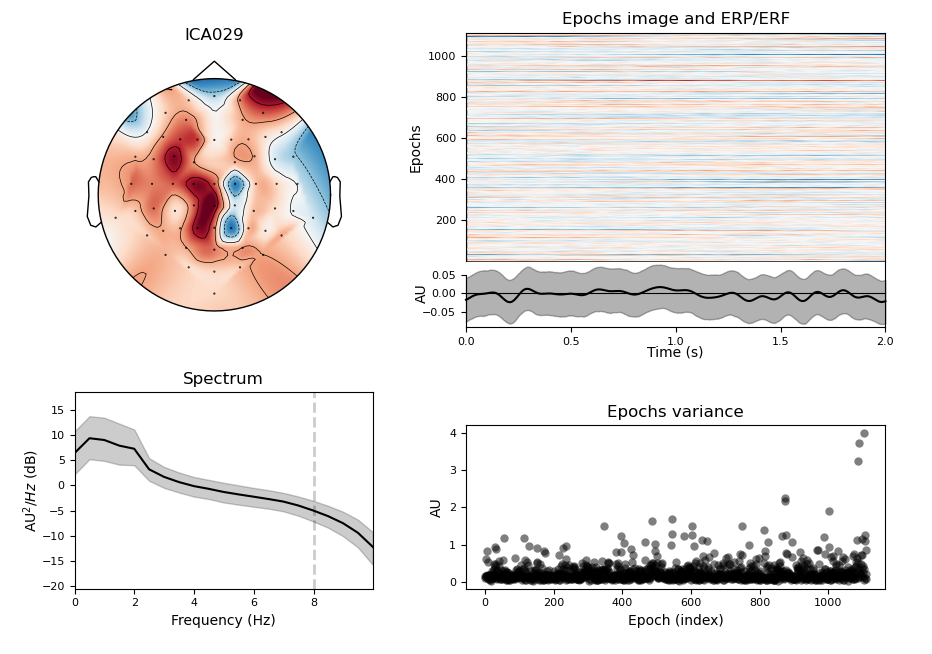 ICA029
Epochs image and ERP/ERF
Epochs
1000
800
600
400
200
AU
0.05
0.00
−0.05
0.0 0.5 1.0 1.5 2.0
Time (s)
Spectrum
AU²/Hz (dB)
15
10
5
0
−5
−10
−15
−20
0 2 4 6 8
Frequency (Hz)
Epochs variance
AU
4
3
2
1
0
0 200 400 600 800 1000
Epoch (index)